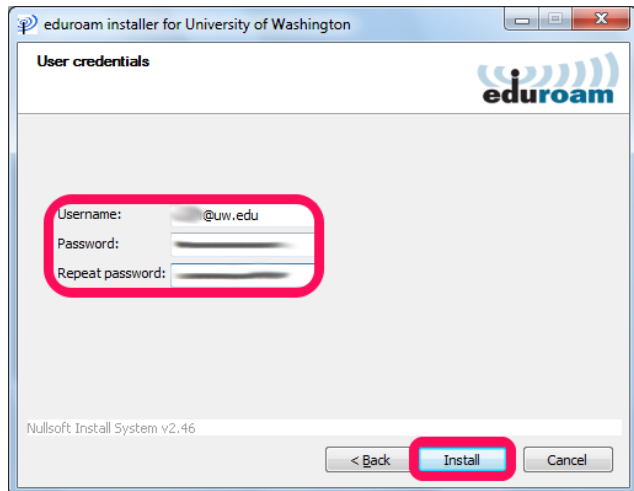 eduroam installer for University of Washington
User credentials
eduroam
Username: @uw.edu
Password:
Repeat password:
Nullsoft Install System v2.46
< Back Install Cancel